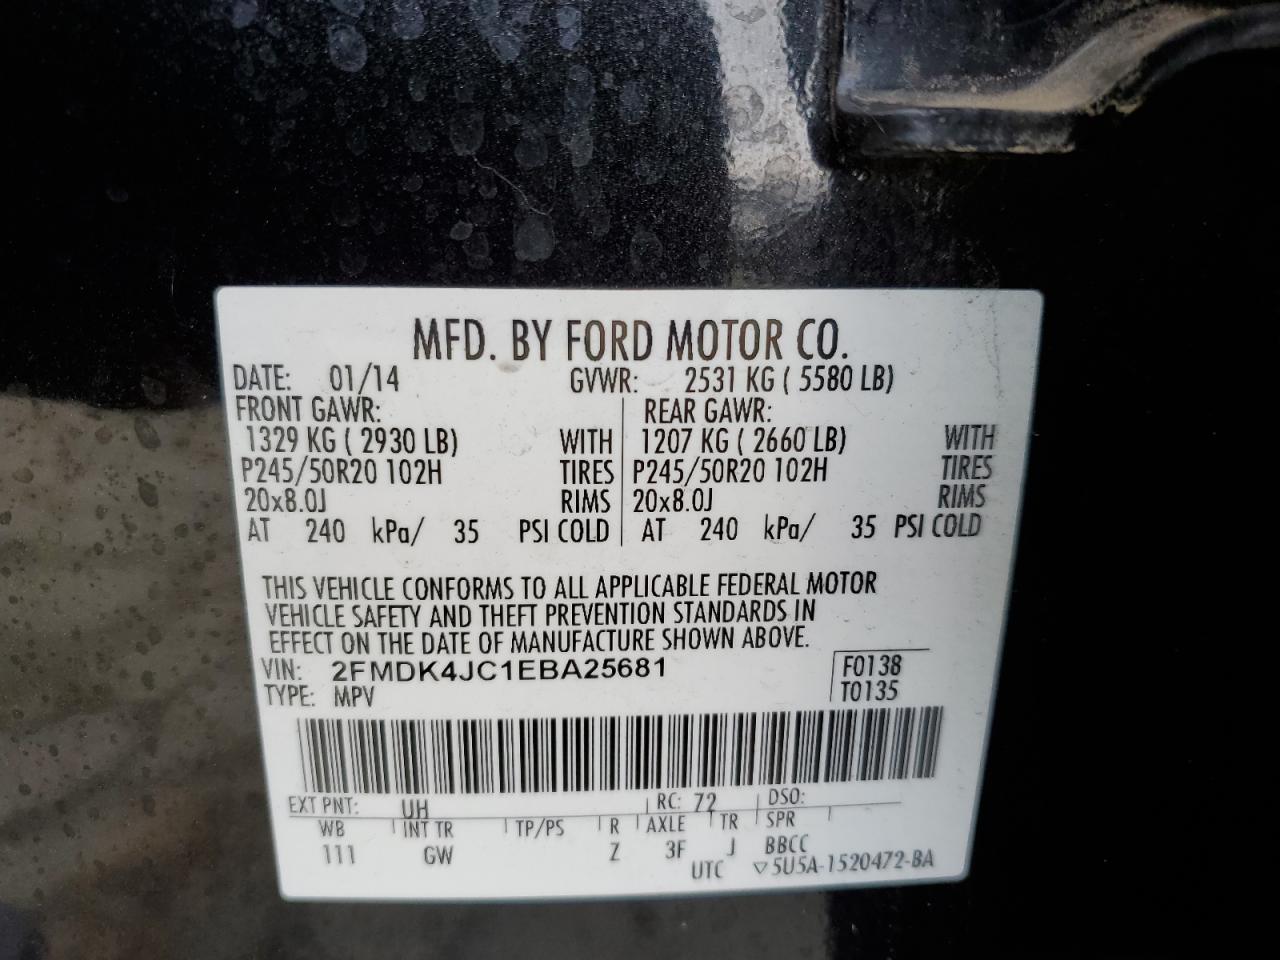 MFD. BY FORD MOTOR CO.
DATE: 01/14 GVWR: 2531 KG ( 5580 LB)
FRONT GAWR: REAR GAWR:
1329 KG ( 2930 LB) WITH 1207 KG ( 2660 LB) WITH
P245/50R20 102H TIRES P245/50R20 102H TIRES
20x8.0J RIMS 20x8.0J RIMS
AT 240 kPa/ 35 PSI COLD AT 240 kPa/ 35 PSI COLD
THIS VEHICLE CONFORMS TO ALL APPLICABLE FEDERAL MOTOR
VEHICLE SAFETY AND THEFT PREVENTION STANDARDS IN
EFFECT ON THE DATE OF MANUFACTURE SHOWN ABOVE.
VIN: 2FMDK4JC1EBA25681 F0138
TYPE: MPV T0135
EXT PNT: UH RC: 72 DSO:
WB INT TR TP/PS R AXLE TR SPR
111 GW Z 3F J BBCC
UTC ▽5U5A-1520472-BA